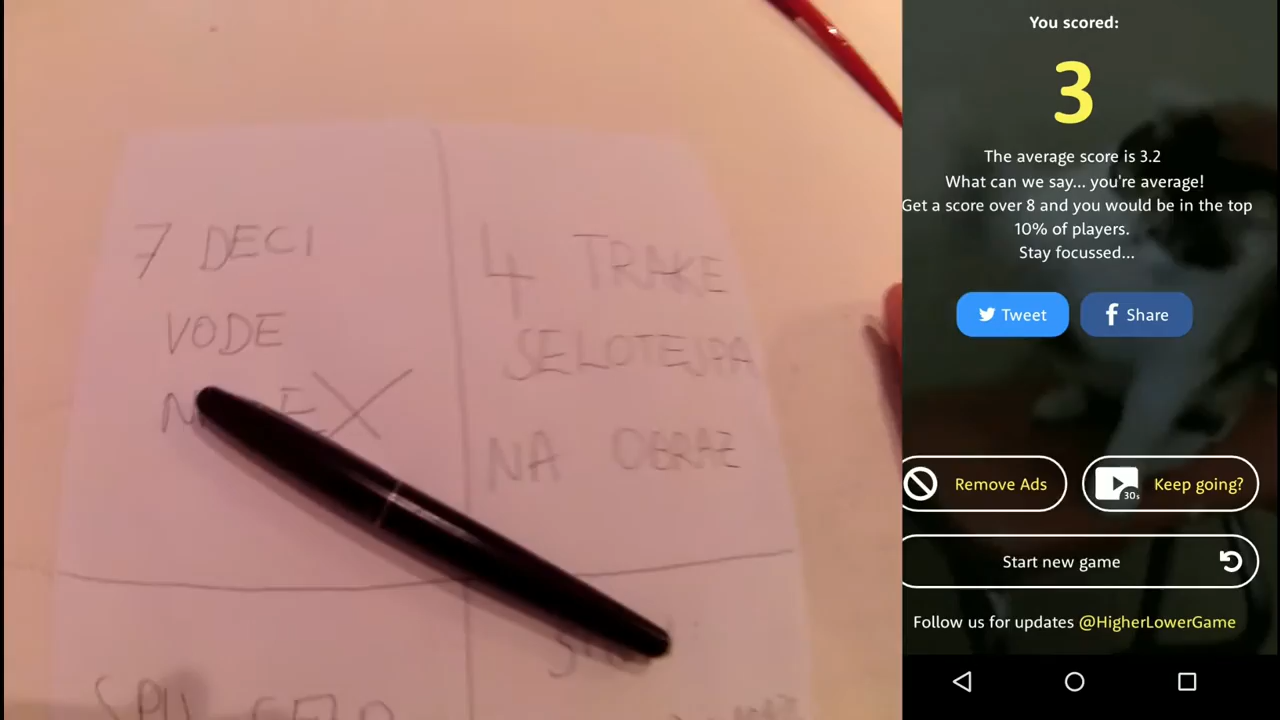 7 DECI
VODE
4 TRAKE
SELOTEJPA
NA OBRAZ
You scored:
3
The average score is 3.2
What can we say... you're average!
Get a score over 8 and you would be in the top
10% of players.
Stay focussed...
Tweet
Share
Remove Ads
30s
Keep going?
Start new game
Follow us for updates @HigherLowerGame